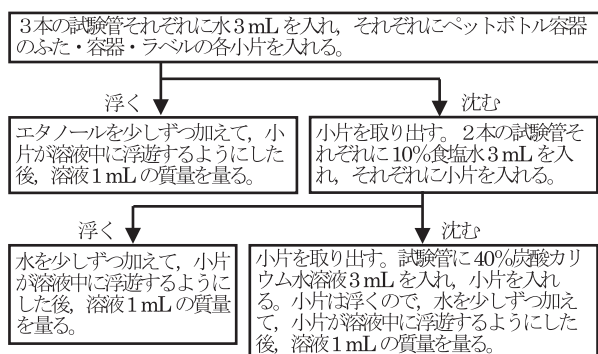 ３本の試験管それぞれに水３mLを入れ，それぞれにペットボトル容器
のふた・容器・ラベルの各小片を入れる。
浮く
沈む
エタノールを少しずつ加えて，小
片が溶液中に浮遊するようにした
後，溶液１mLの質量を量る。
小片を取り出す。２本の試験管そ
れぞれに10%食塩水３mLを入
れ，それぞれに小片を入れる。
浮く
沈む
水を少しずつ加えて，小片
が溶液中に浮遊するように
した後，溶液１mLの質量
を量る。
小片を取り出す。試験管に40%炭酸カリ
ウム水溶液３mLを入れ，小片を入れ
る。小片は浮くので，水を少しずつ加え
て，小片が溶液中に浮遊するようにした
後，溶液１mLの質量を量る。